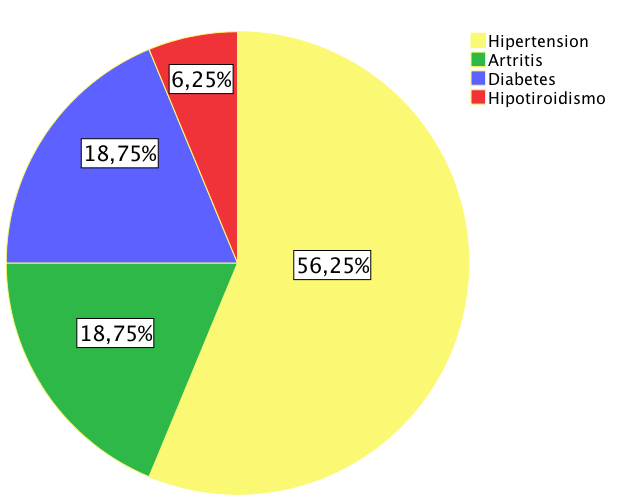 Hipertension
Artritis
Diabetes
Hipotiroidismo
6,25%
18,75%
56,25%
18,75%